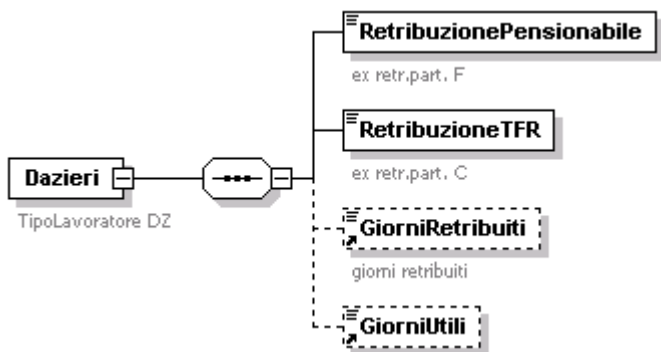 RetribuzionePensionabile
ex retr.part. F
RetribuzioneTFR
ex retr.part. C
Dazieri
TipoLavoratore DZ
GiorniRetribuiti
giorni retribuiti
GiorniUtili